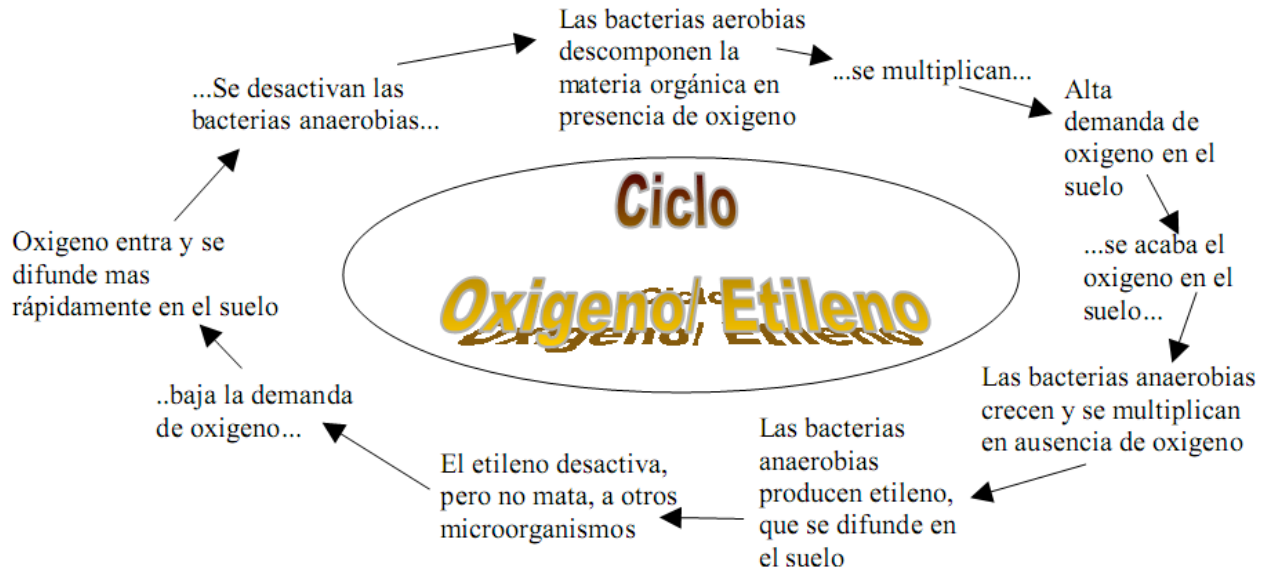 Ciclo
Oxigeno/ Etileno
Las bacterias aerobias
descomponen la
materia orgánica en
presencia de oxigeno
...se multiplican...
Alta
demanda de
oxigeno en el
suelo
...se acaba el
oxigeno en el
suelo...
Las bacterias anaerobias
crecen y se multiplican
en ausencia de oxigeno
Las bacterias
anaerobias
producen etileno,
que se difunde en
el suelo
El etileno desactiva,
pero no mata, a otros
microorganismos
..baja la demanda
de oxigeno...
Oxigeno entra y se
difunde mas
rápidamente en el suelo
...Se desactivan las
bacterias anaerobias...